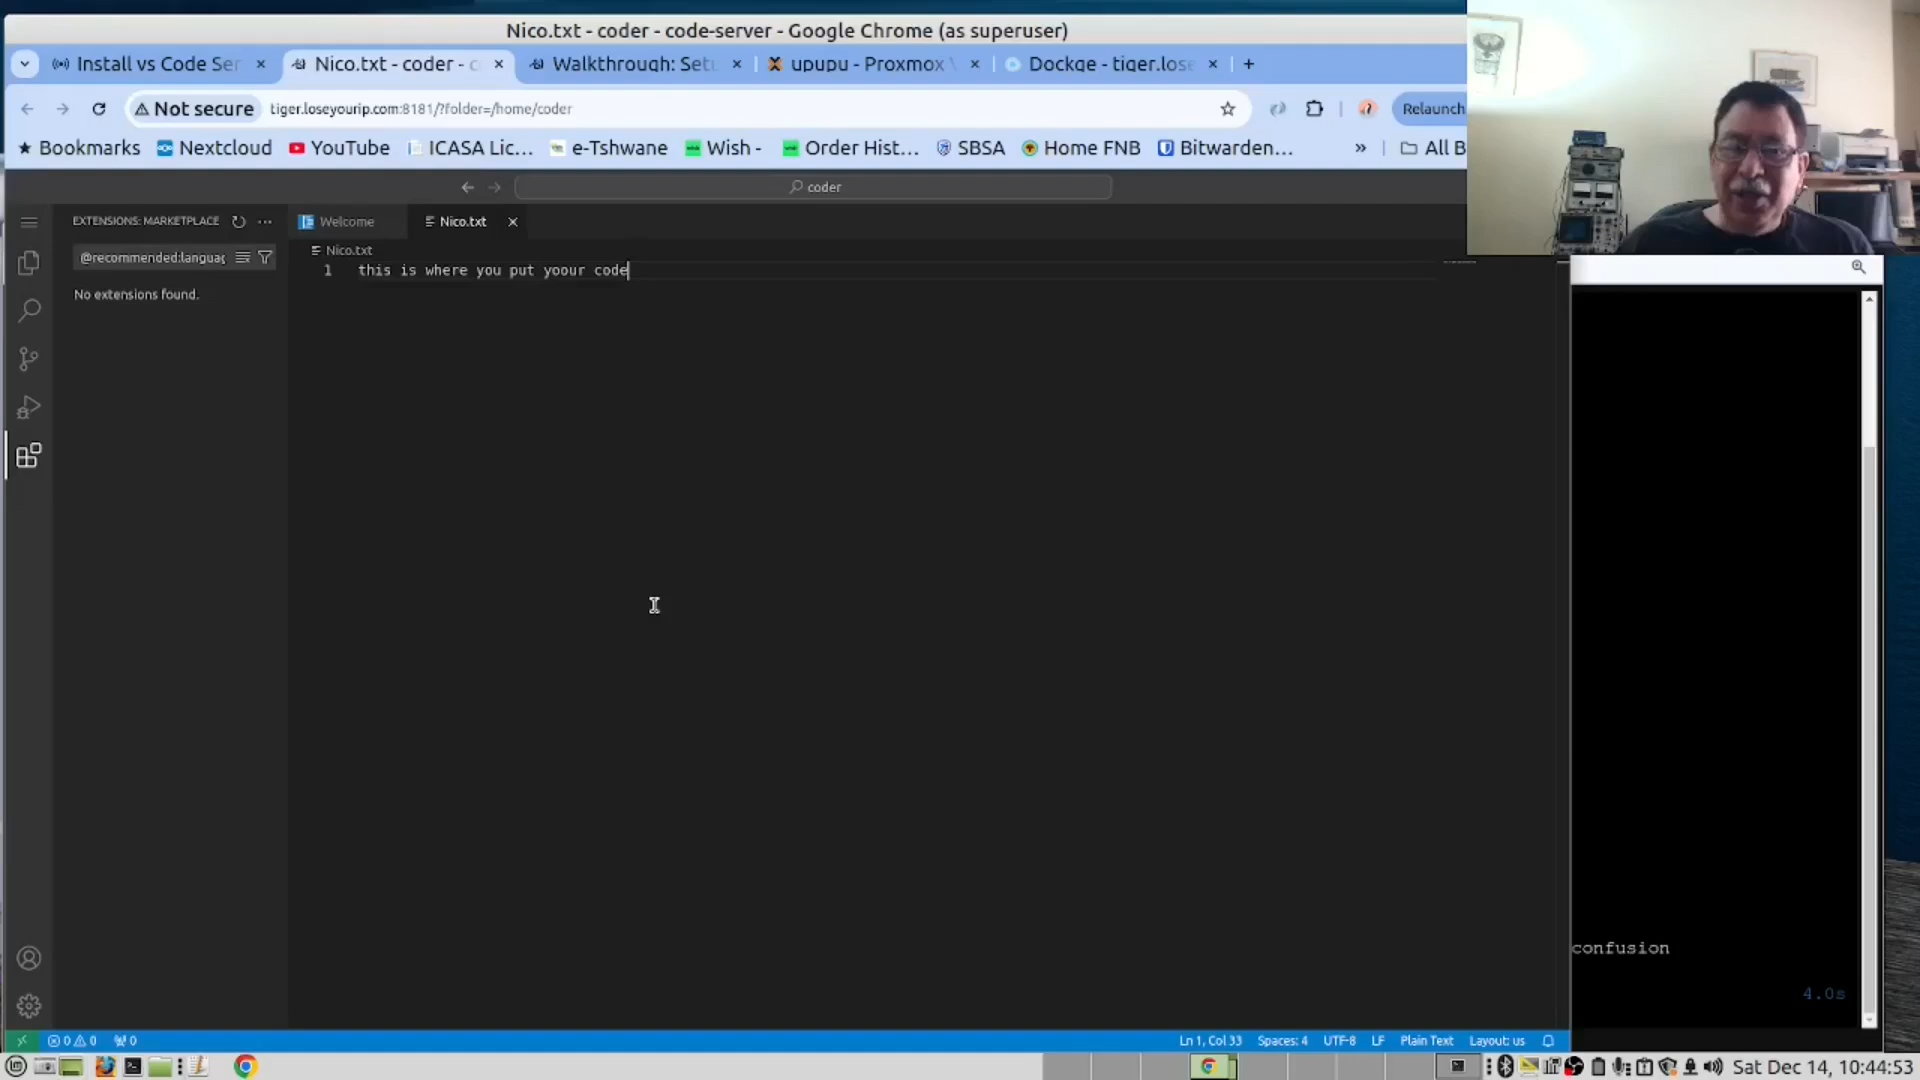 Nico.txt - coder - code-server - Google Chrome (as superuser)
Install vs Code Ser
Nico.txt - coder - c
Walkthrough: Setu
upupu - Proxmox V
Dockge - tiger.lose
Not secure
tiger.loseyourip.com:8181/?folder=/home/coder
Relaunch
Bookmarks
Nextcloud
YouTube
ICASA Lic...
e-Tshwane
Wish -
Order Hist...
SBSA
Home FNB
Bitwarden...
»
All B
coder
EXTENSIONS: MARKETPLACE
Welcome
Nico.txt
@recommended:languag
Nico.txt
1 this is where you put yoour code
No extensions found.
confusion
4.0s
0 0 0
Ln 1, Col 33
Spaces: 4
UTF-8
LF
Plain Text
Layout: us
Sat Dec 14, 10:44:53